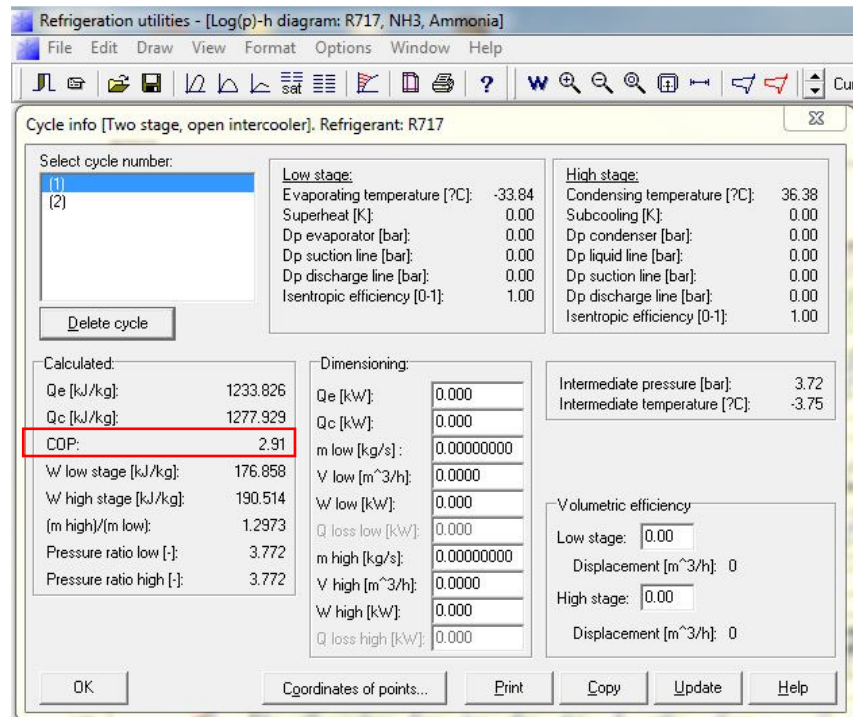 Refrigeration utilities - [Log(p)-h diagram: R717, NH3, Ammonia]
File Edit Draw View Format Options Window Help
sat ? W Cu
Cycle info [Two stage, open intercooler]. Refrigerant: R717
Select cycle number:
(1)
(2)
Delete cycle
Low stage:
Evaporating temperature [?C]: -33.84
Superheat [K]: 0.00
Dp evaporator [bar]: 0.00
Dp suction line [bar]: 0.00
Dp discharge line [bar]: 0.00
Isentropic efficiency [0-1]: 1.00
High stage:
Condensing temperature [?C]: 36.38
Subcooling [K]: 0.00
Dp condenser [bar]: 0.00
Dp liquid line [bar]: 0.00
Dp suction line [bar]: 0.00
Dp discharge line [bar]: 0.00
Isentropic efficiency [0-1]: 1.00
Calculated:
Qe [kJ/kg]: 1233.826
Qc [kJ/kg]: 1277.929
COP: 2.91
W low stage [kJ/kg]: 176.858
W high stage [kJ/kg]: 190.514
(m high)/(m low): 1.2973
Pressure ratio low [-]: 3.772
Pressure ratio high [-]: 3.772
Dimensioning:
Qe [kW]: 0.000
Qc [kW]: 0.000
m low [kg/s] : 0.00000000
V low [m^3/h]: 0.0000
W low [kW]: 0.000
Q loss low [kW]: 0.000
m high [kg/s]: 0.00000000
V high [m^3/h]: 0.0000
W high [kW]: 0.000
Q loss high [kW]: 0.000
Intermediate pressure [bar]: 3.72
Intermediate temperature [?C]: -3.75
Volumetric efficiency
Low stage: 0.00
Displacement [m^3/h]: 0
High stage: 0.00
Displacement [m^3/h]: 0
OK Coordinates of points... Print Copy Update Help